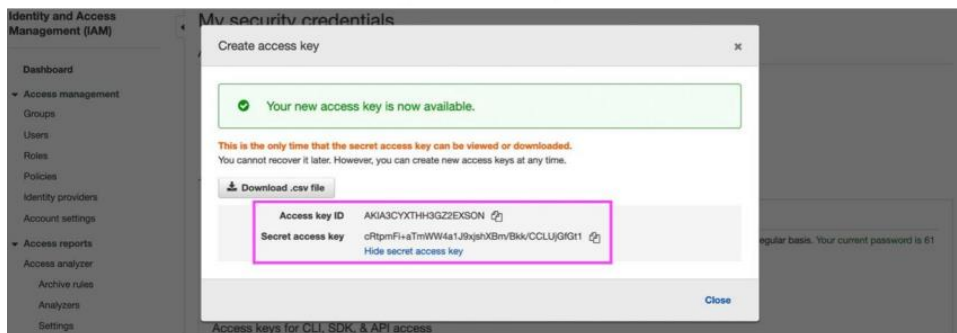 Identity and Access
Management (IAM)
Dashboard
Access management
Groups
Users
Roles
Policies
Identity providers
Account settings
Access reports
Access analyzer
Archive rules
Analyzers
Settings
My security credentials
Create access key
Your new access key is now available.
This is the only time that the secret access key can be viewed or downloaded.
You cannot recover it later. However, you can create new access keys at any time.
Download .csv file
Access key ID AKIA3CYXTHH3GZ2EXSON
Secret access key cRtpmFi+aTmWW4a1J9xjshXBm/Bkk/CCLUjGfGt1
Hide secret access key
Close
egular basis. Your current password is 61
Access keys for CLI, SDK, & API access